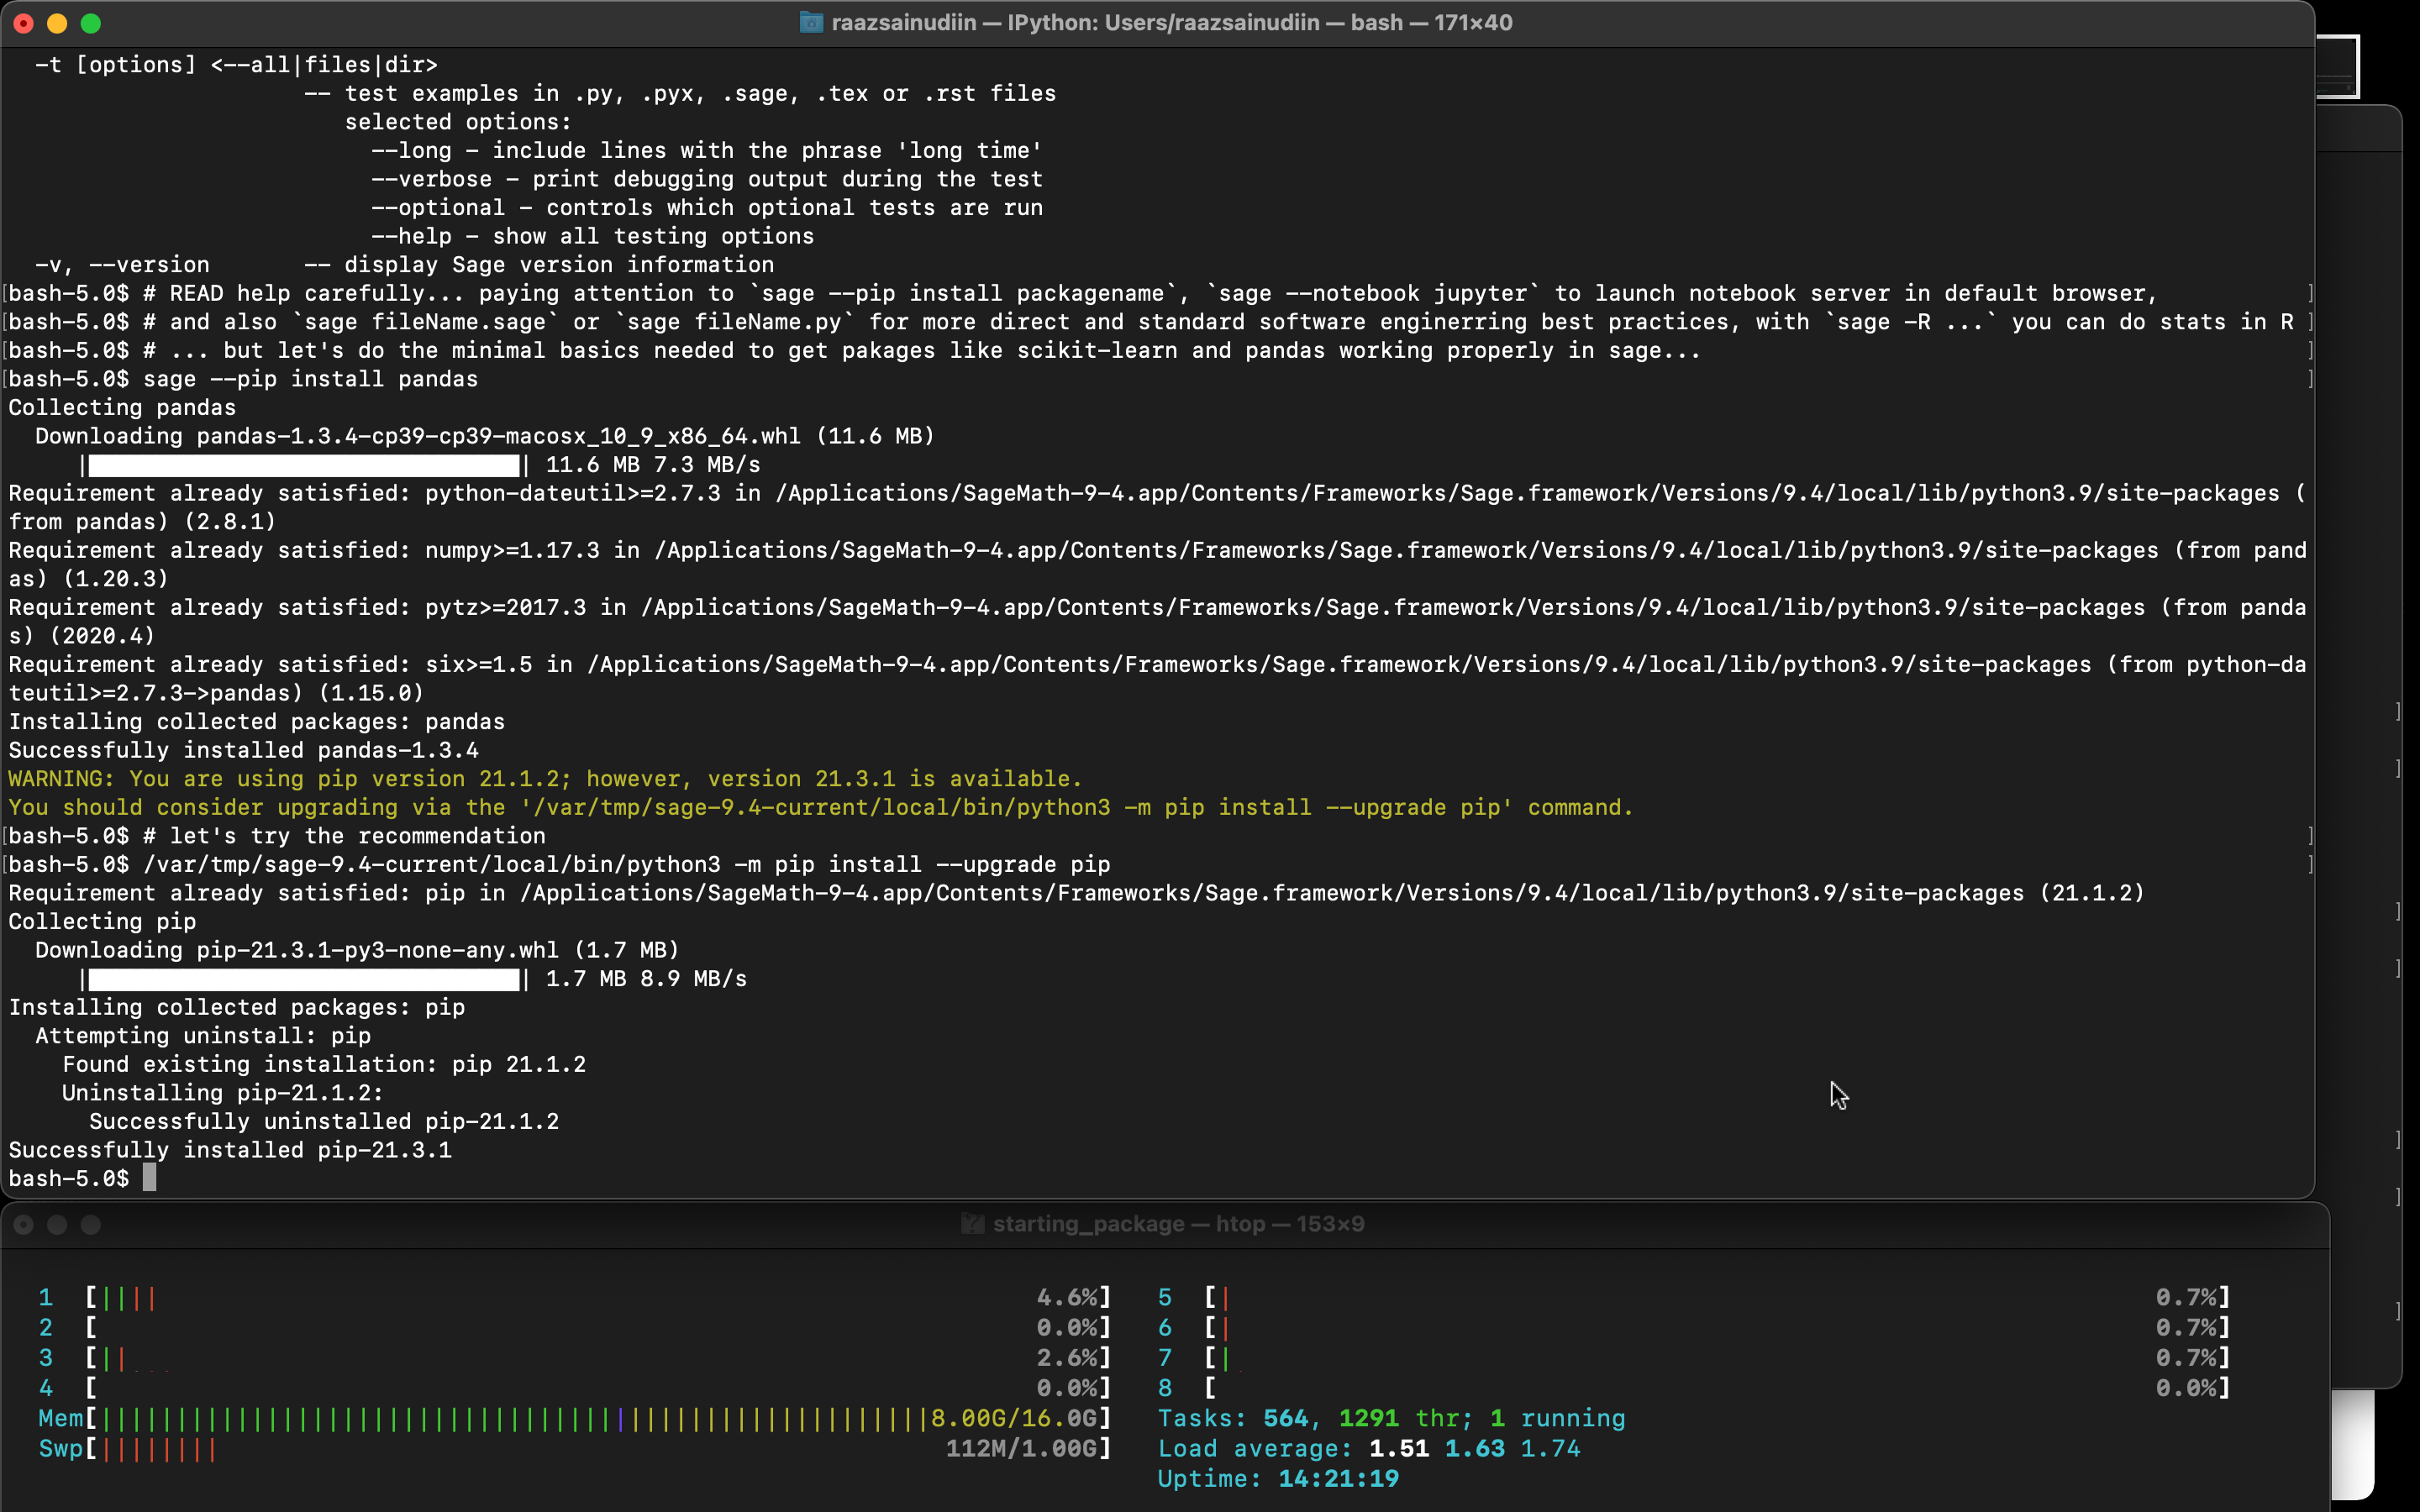 raazsainudiin — IPython: Users/raazsainudiin — bash — 171×40
-t [options] <--all|files|dir>
-- test examples in .py, .pyx, .sage, .tex or .rst files
selected options:
--long - include lines with the phrase 'long time'
--verbose - print debugging output during the test
--optional - controls which optional tests are run
--help - show all testing options
-v, --version -- display Sage version information
bash-5.0$ # READ help carefully... paying attention to `sage --pip install packagename`, `sage --notebook jupyter` to launch notebook server in default browser,
bash-5.0$ # and also `sage fileName.sage` or `sage fileName.py` for more direct and standard software enginerring best practices, with `sage -R ...` you can do stats in R
bash-5.0$ # ... but let's do the minimal basics needed to get pakages like scikit-learn and pandas working properly in sage...
bash-5.0$ sage --pip install pandas
Collecting pandas
Downloading pandas-1.3.4-cp39-cp39-macosx_10_9_x86_64.whl (11.6 MB)
|████████████████████████████████| 11.6 MB 7.3 MB/s
Requirement already satisfied: python-dateutil>=2.7.3 in /Applications/SageMath-9-4.app/Contents/Frameworks/Sage.framework/Versions/9.4/local/lib/python3.9/site-packages (
from pandas) (2.8.1)
Requirement already satisfied: numpy>=1.17.3 in /Applications/SageMath-9-4.app/Contents/Frameworks/Sage.framework/Versions/9.4/local/lib/python3.9/site-packages (from pand
as) (1.20.3)
Requirement already satisfied: pytz>=2017.3 in /Applications/SageMath-9-4.app/Contents/Frameworks/Sage.framework/Versions/9.4/local/lib/python3.9/site-packages (from panda
s) (2020.4)
Requirement already satisfied: six>=1.5 in /Applications/SageMath-9-4.app/Contents/Frameworks/Sage.framework/Versions/9.4/local/lib/python3.9/site-packages (from python-da
teutil>=2.7.3->pandas) (1.15.0)
Installing collected packages: pandas
Successfully installed pandas-1.3.4
WARNING: You are using pip version 21.1.2; however, version 21.3.1 is available.
You should consider upgrading via the '/var/tmp/sage-9.4-current/local/bin/python3 -m pip install --upgrade pip' command.
bash-5.0$ # let's try the recommendation
bash-5.0$ /var/tmp/sage-9.4-current/local/bin/python3 -m pip install --upgrade pip
Requirement already satisfied: pip in /Applications/SageMath-9-4.app/Contents/Frameworks/Sage.framework/Versions/9.4/local/lib/python3.9/site-packages (21.1.2)
Collecting pip
Downloading pip-21.3.1-py3-none-any.whl (1.7 MB)
|████████████████████████████████| 1.7 MB 8.9 MB/s
Installing collected packages: pip
Attempting uninstall: pip
Found existing installation: pip 21.1.2
Uninstalling pip-21.1.2:
Successfully uninstalled pip-21.1.2
Successfully installed pip-21.3.1
bash-5.0$
starting_package — htop — 153×9
1 [|||| 4.6%] 5 [| 0.7%]
2 [ 0.0%] 6 [| 0.7%]
3 [|| 2.6%] 7 [| 0.7%]
4 [ 0.0%] 8 [ 0.0%]
Mem[|||||||||||||||||||||||||||||||||||||||||||||||||||||||8.00G/16.0G] Tasks: 564, 1291 thr; 1 running
Swp[|||||||| 112M/1.00G] Load average: 1.51 1.63 1.74
Uptime: 14:21:19